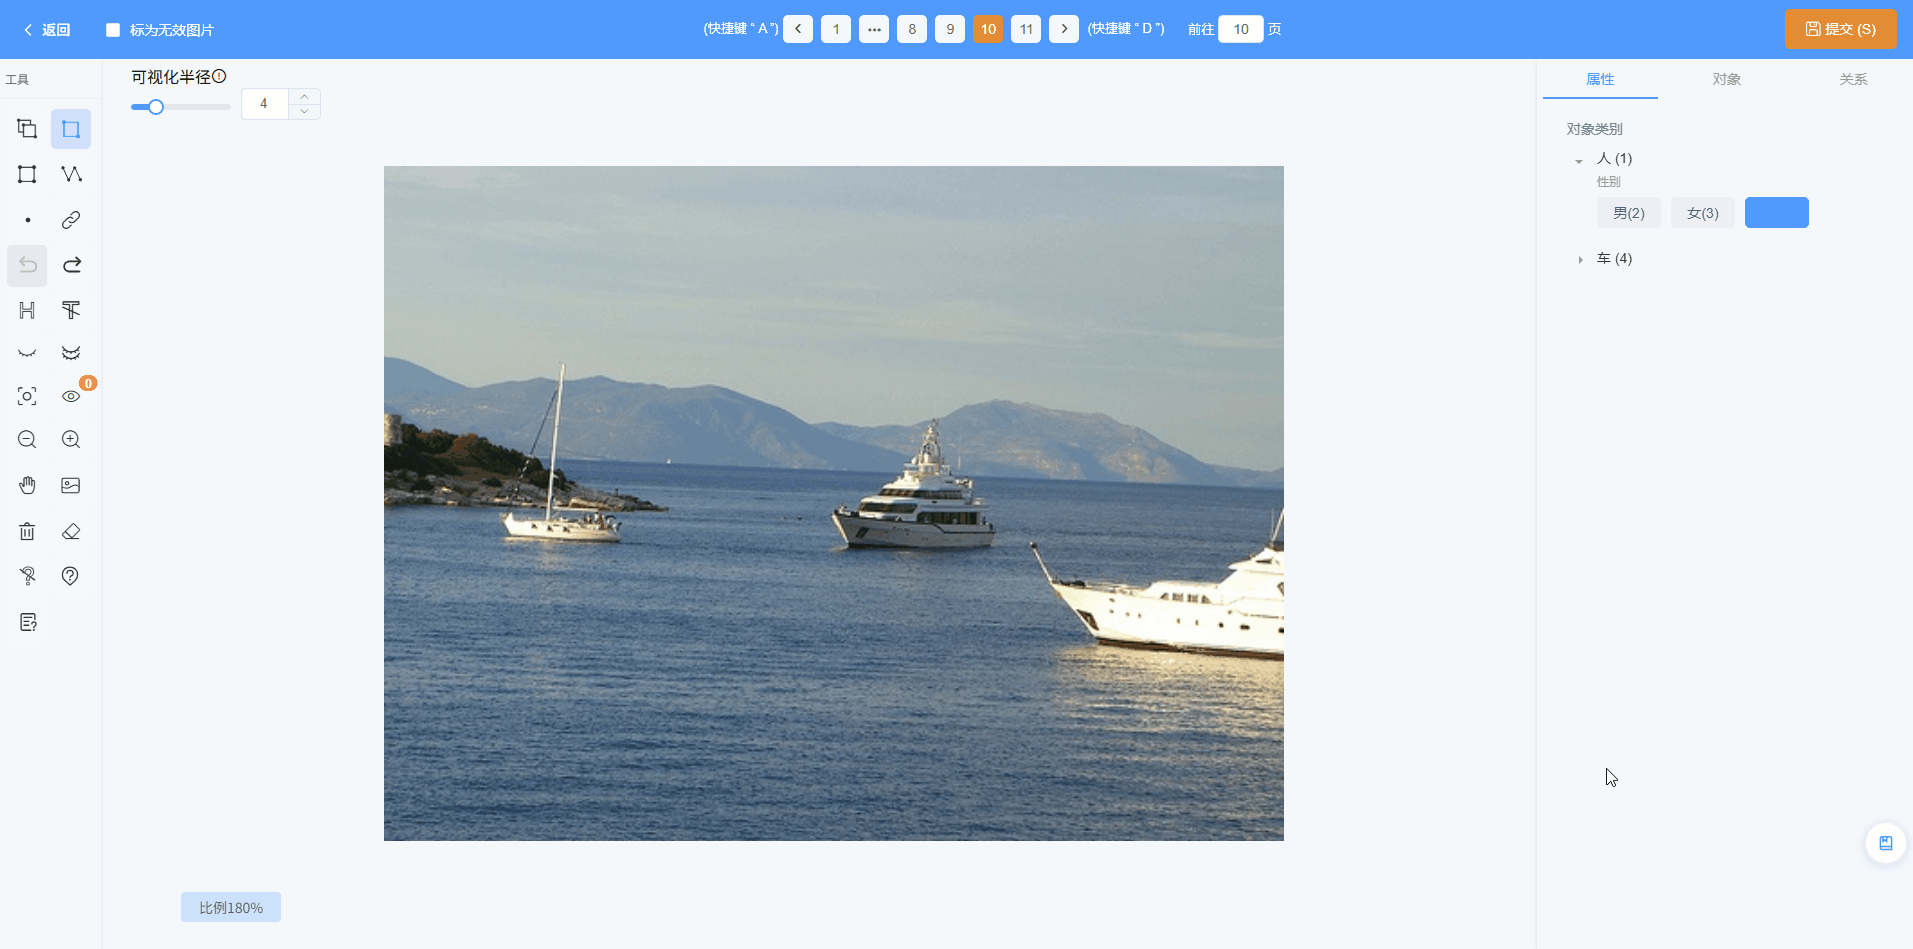 返回
标为无效图片
(快捷键 “ A ”)
1
•••
8
9
10
11
(快捷键 “ D ”)
前往
10
页
提交 (S)
工具
可视化半径
4
属性
对象
关系
对象类别
人 (1)
性别
男(2)
女(3)
车 (4)
0
比例180%